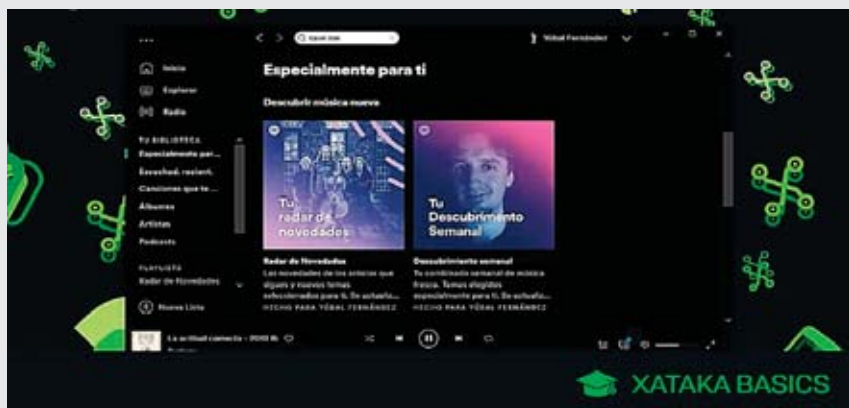 Yúbal Fernández
Inicio
Explorar
Radio
TU BIBLIOTECA
Especialmente par...
Escuchad. recient.
Canciones que te ...
Álbumes
Artistas
Podcasts
PLAYLISTS
Radar de Novedades
Nueva Lista
Especialmente para ti
Descubrir música nueva
Tu
radar de
novedades
Radar de Novedades
Las novedades de los artistas que
sigues y nuevos temas
seleccionados para ti. Se actualiz...
HECHO PARA YÚBAL FERNÁNDEZ
Tu
Descubrimiento
Semanal
Descubrimiento semanal
Tu combinado semanal de música
fresca. Temas elegidos
especialmente para ti. Se actualiz...
HECHO PARA YÚBAL FERNÁNDEZ
La actitud correcta - 2010
XATAKA BASICS